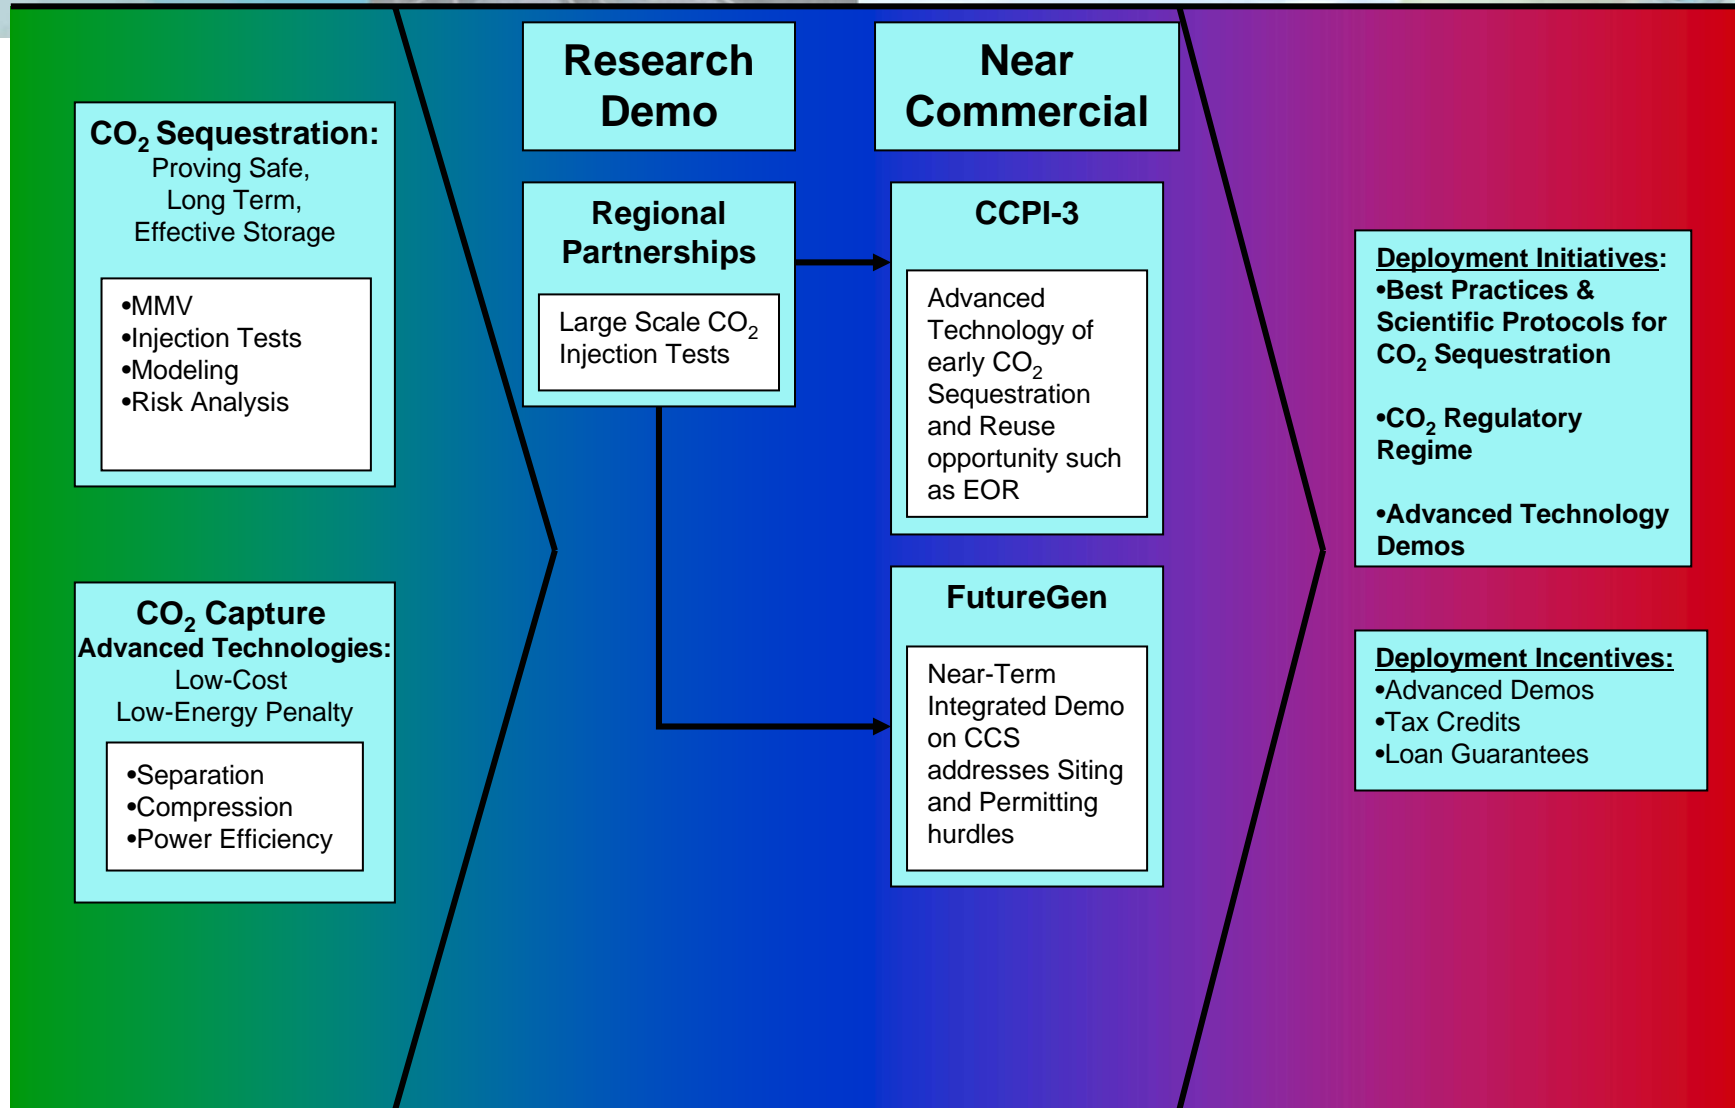 CO₂ Sequestration:
Proving Safe,
Long Term,
Effective Storage
•MMV
•Injection Tests
•Modeling
•Risk Analysis
CO₂ Capture
Advanced Technologies:
Low-Cost
Low-Energy Penalty
•Separation
•Compression
•Power Efficiency
Research
Demo
Regional
Partnerships
Large Scale CO₂
Injection Tests
Near
Commercial
CCPI-3
Advanced
Technology of
early CO₂
Sequestration
and Reuse
opportunity such
as EOR
FutureGen
Near-Term
Integrated Demo
on CCS
addresses Siting
and Permitting
hurdles
Deployment Initiatives:
•Best Practices &
Scientific Protocols for
CO₂ Sequestration
•CO₂ Regulatory
Regime
•Advanced Technology
Demos
Deployment Incentives:
•Advanced Demos
•Tax Credits
•Loan Guarantees